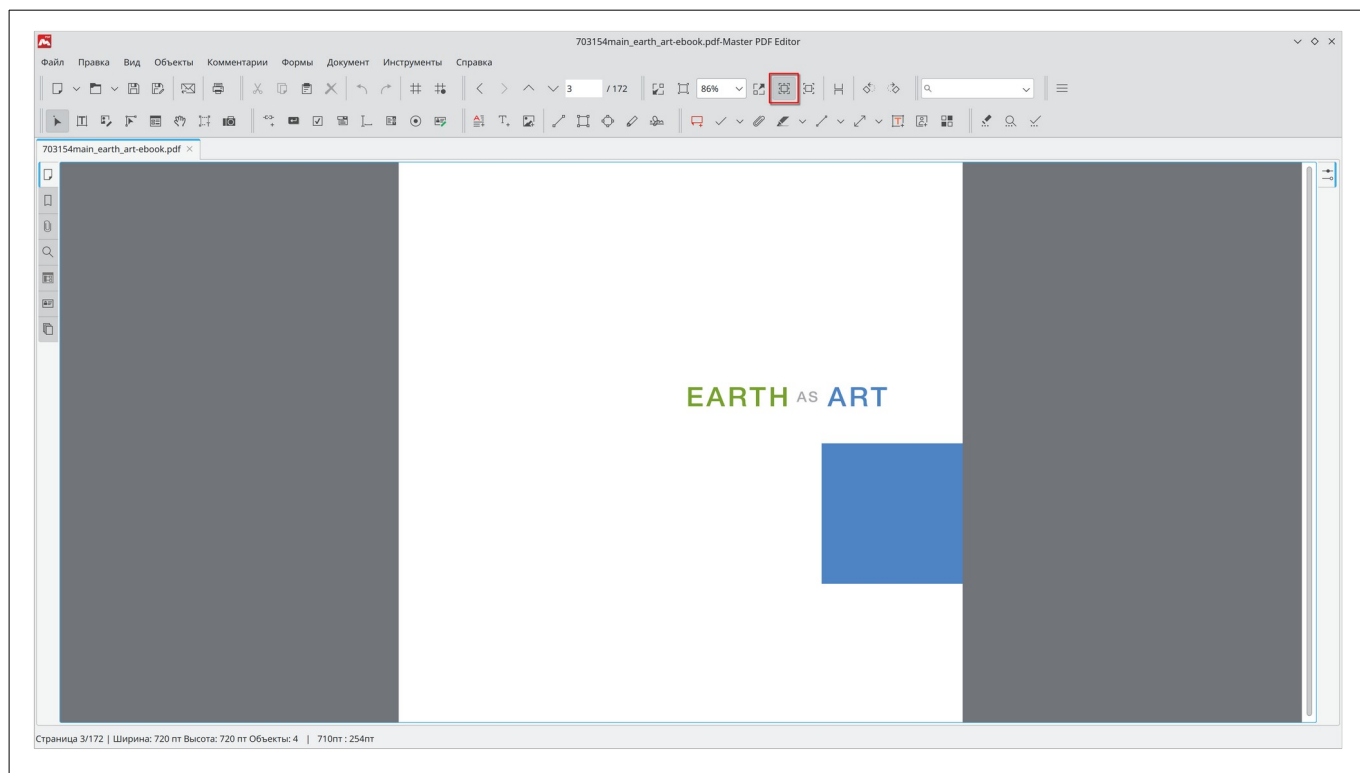 703154main_earth_art-ebook.pdf-Master PDF Editor
Файл Правка Вид Объекты Комментарии Формы Документ Инструменты Справка
3 / 172 86%
703154main_earth_art-ebook.pdf
EARTH AS ART
Страница 3/172 | Ширина: 720 пт Высота: 720 пт Объекты: 4 | 710пт : 254пт